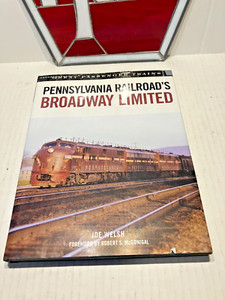 GREAT PASSENGER TRAINS
PENNSYLVANIA RAILROAD'S
BROADWAY LIMITED
JOE WELSH
FOREWORD BY ROBERT S. McGONIGAL